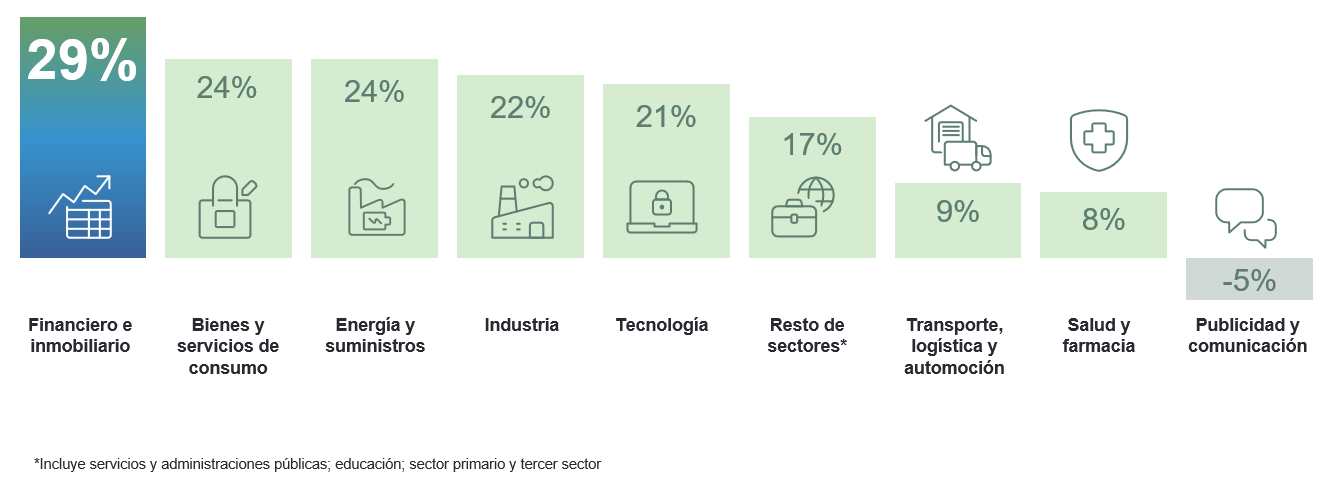 29%
24%
24%
22%
21%
17%
9%
8%
-5%
Financiero e
inmobiliario
Bienes y
servicios de
consumo
Energía y
suministros
Industria
Tecnología
Resto de
sectores*
Transporte,
logística y
automoción
Salud y
farmacia
Publicidad y
comunicación
*Incluye servicios y administraciones públicas; educación; sector primario y tercer sector